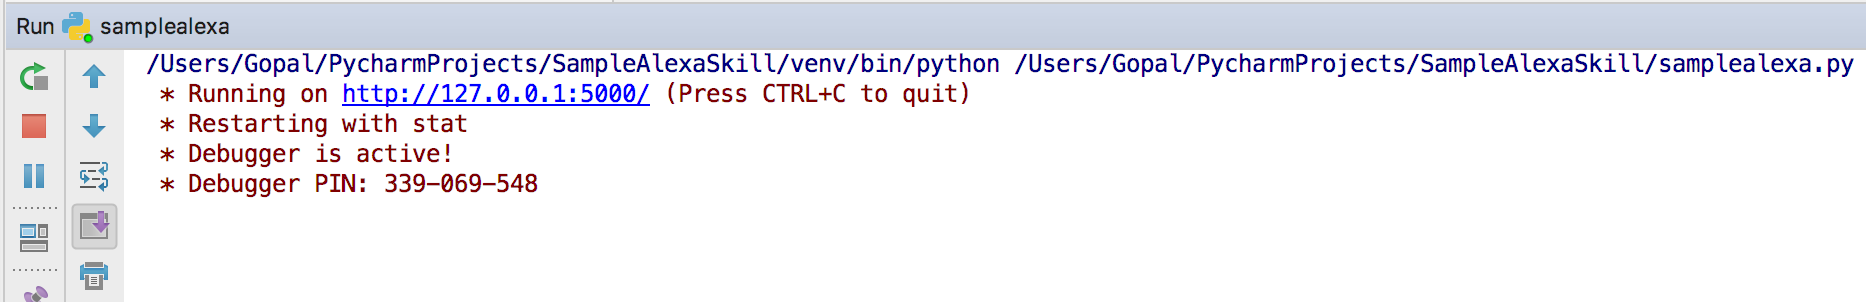 Run samplealexa
/Users/Gopal/PycharmProjects/SampleAlexaSkill/venv/bin/python /Users/Gopal/PycharmProjects/SampleAlexaSkill/samplealexa.py
* Running on http://127.0.0.1:5000/ (Press CTRL+C to quit)
* Restarting with stat
* Debugger is active!
* Debugger PIN: 339-069-548